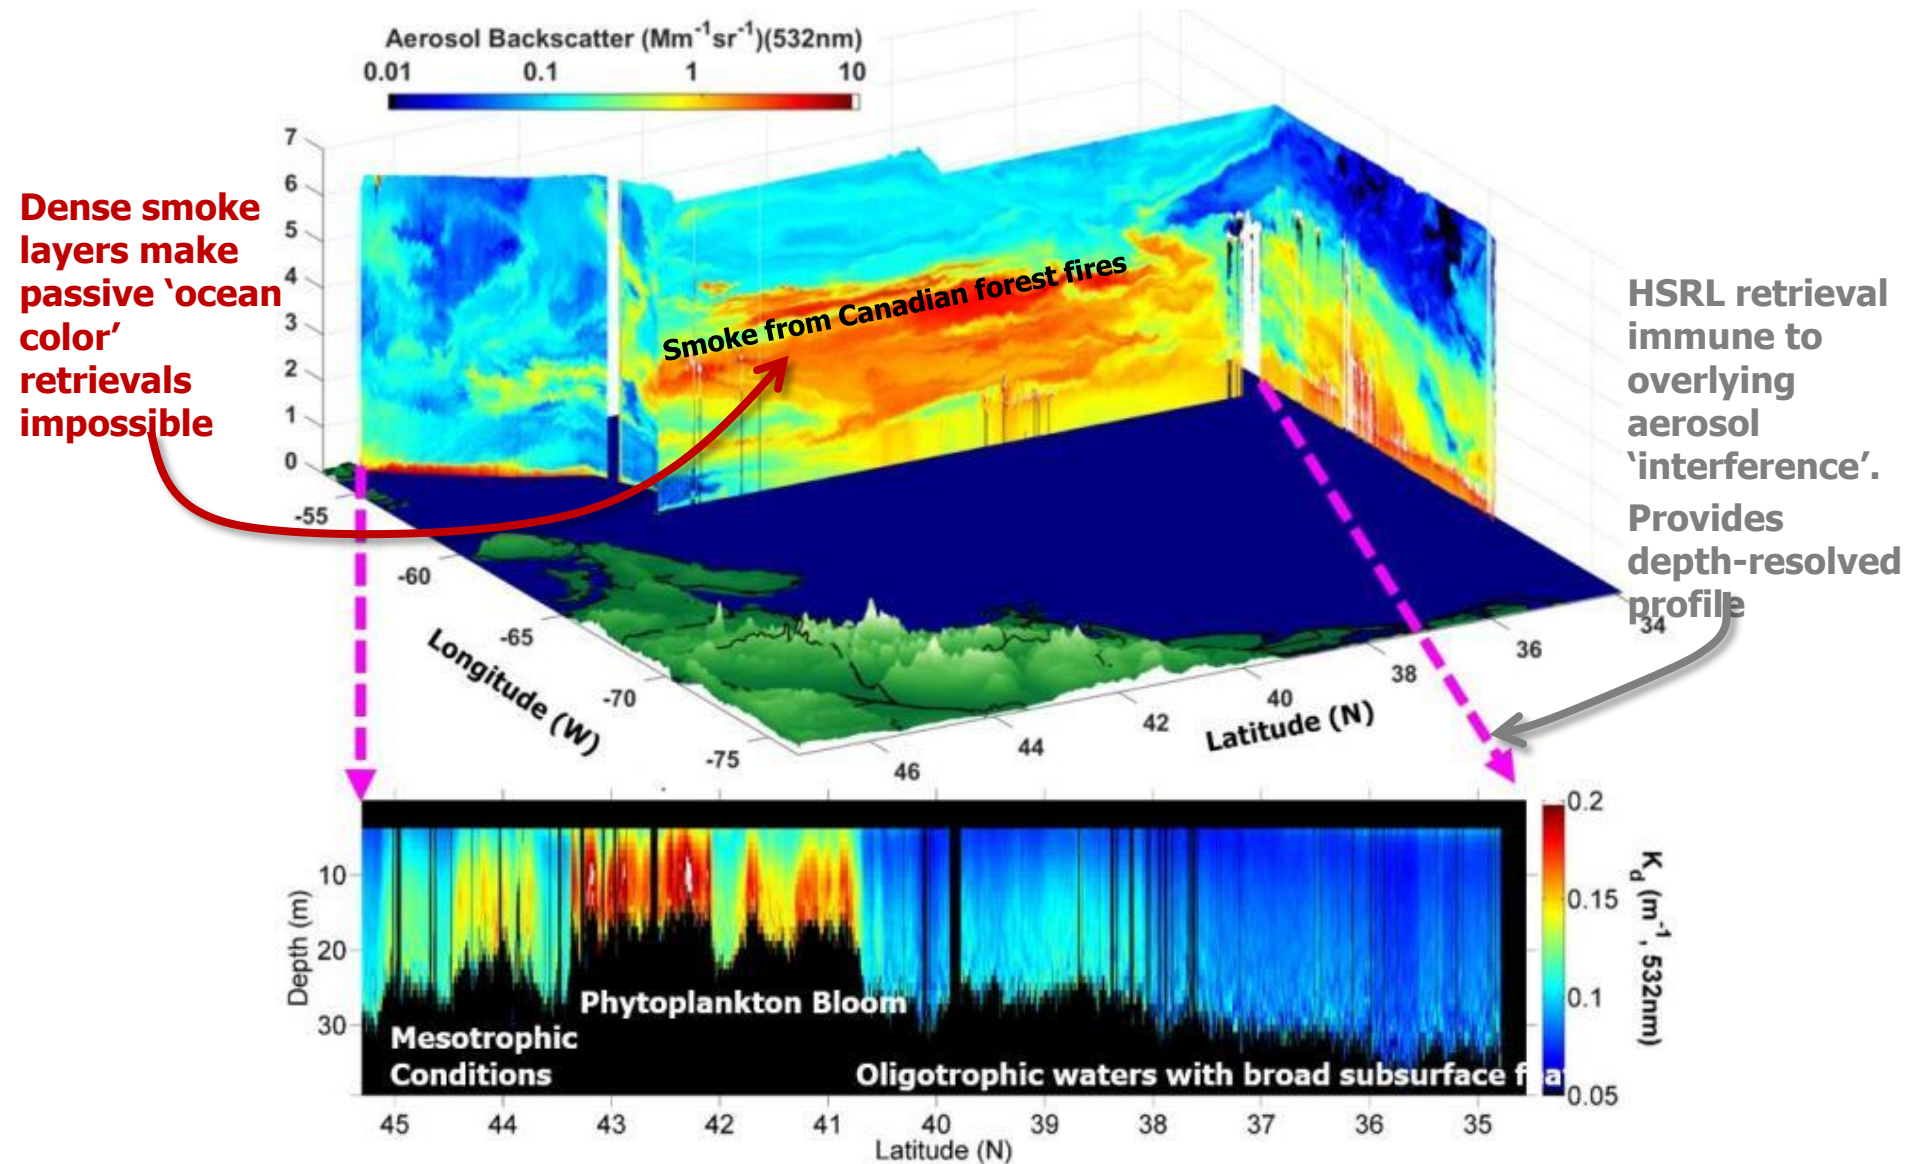 Aerosol Backscatter (Mm⁻¹sr⁻¹)(532nm)
0.01 0.1 1 10
7
6
5
4
3
2
1
0
Dense smoke
layers make
passive ‘ocean
color’
retrievals
impossible
Smoke from Canadian forest fires
HSRL retrieval
immune to
overlying
aerosol
‘interference’.
Provides
depth-resolved
profile
-55
-60
-65
-70
-75
Longitude (W)
46
44
42
40
38
36
34
Latitude (N)
10
20
30
Depth (m)
Phytoplankton Bloom
Mesotrophic
Conditions
Oligotrophic waters with broad subsurface
0.2
0.15
0.1
0.05
K_d (m⁻¹, 532nm)
45 44 43 42 41 40 39 38 37 36 35
Latitude (N)